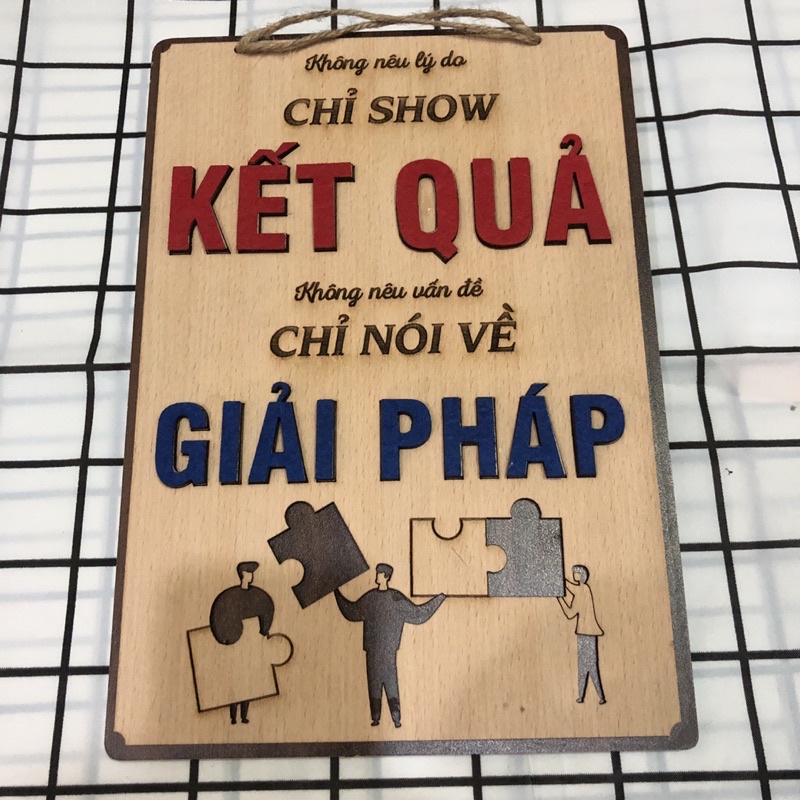 Không nêu lý do
CHỈ SHOW
KẾT QUẢ
Không nêu vấn đề
CHỈ NÓI VỀ
GIẢI PHÁP